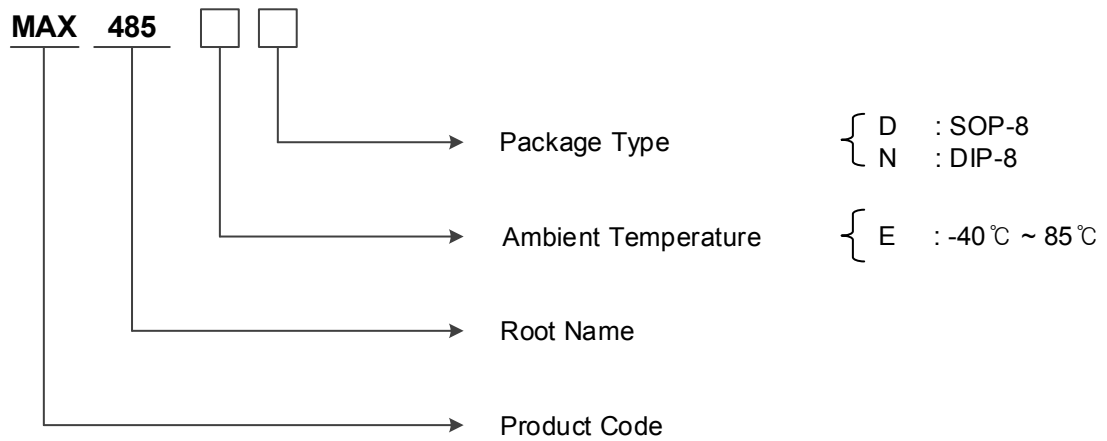 MAX 485
Package Type
D : SOP-8
N : DIP-8
Ambient Temperature
E : -40℃ ~ 85℃
Root Name
Product Code